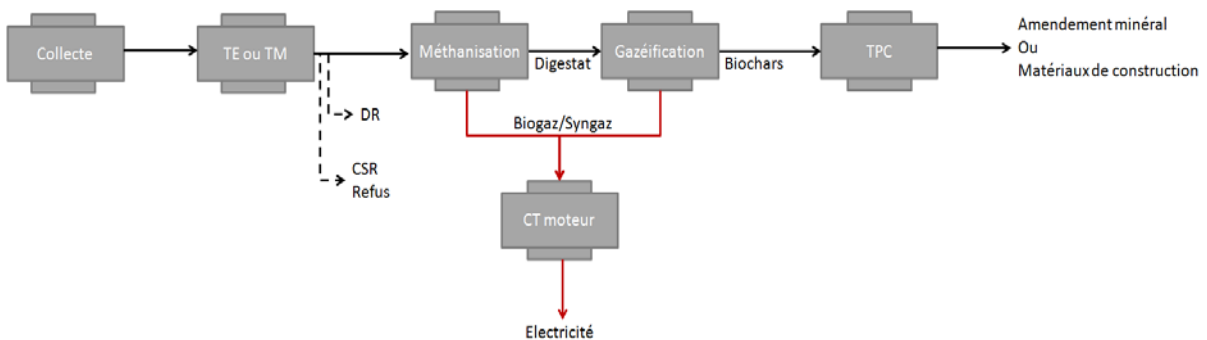 Collecte
TE ou TM
Méthanisation
Digestat
Gazéification
Biochars
TPC
Amendement minéral
Ou
Matériaux de construction
DR
CSR
Refus
Biogaz/Syngaz
CT moteur
Electricité